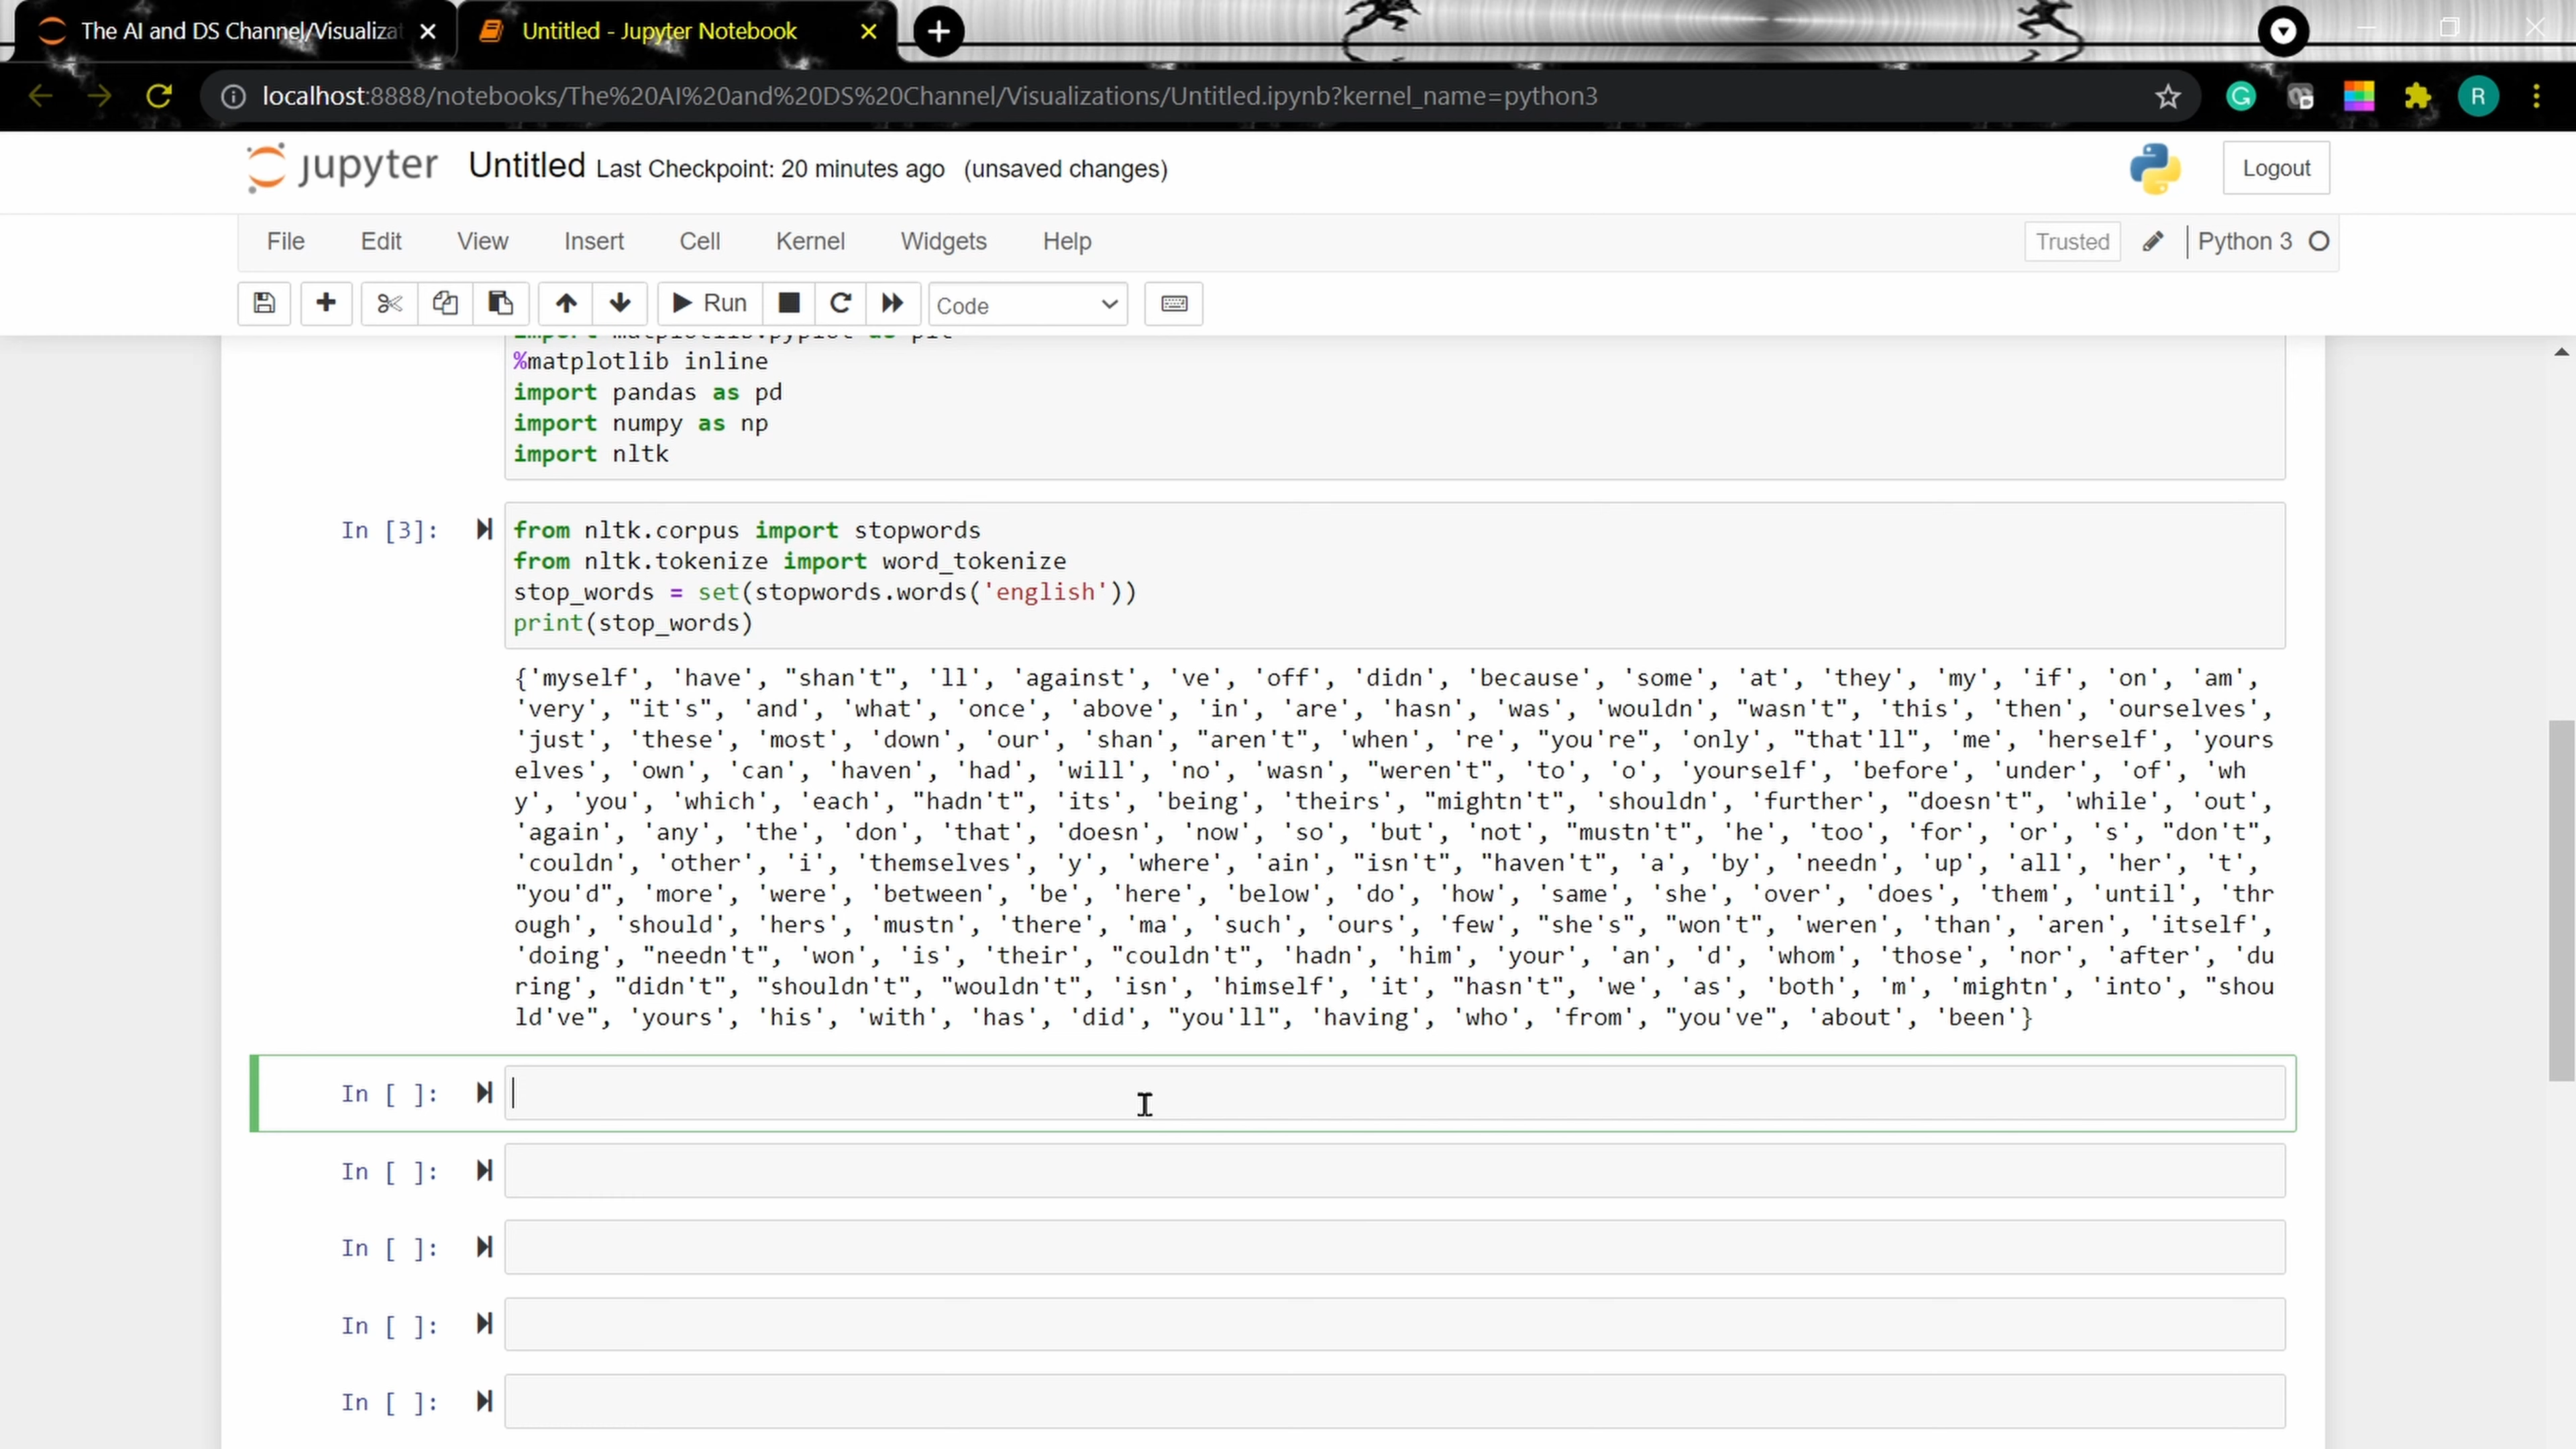 The AI and DS Channel/Visualizat
Untitled - Jupyter Notebook
localhost:8888/notebooks/The%20AI%20and%20DS%20Channel/Visualizations/Untitled.ipynb?kernel_name=python3
R
jupyter Untitled Last Checkpoint: 20 minutes ago (unsaved changes)
Logout
File Edit View Insert Cell Kernel Widgets Help
Trusted
Python 3
Run
Code
import matplotlib.pyplot as plt
%matplotlib inline
import pandas as pd
import numpy as np
import nltk
In [3]:
from nltk.corpus import stopwords
from nltk.tokenize import word_tokenize
stop_words = set(stopwords.words('english'))
print(stop_words)
{'myself', 'have', "shan't", 'll', 'against', 've', 'off', 'didn', 'because', 'some', 'at', 'they', 'my', 'if', 'on', 'am',
'very', "it's", 'and', 'what', 'once', 'above', 'in', 'are', 'hasn', 'was', 'wouldn', "wasn't", 'this', 'then', 'ourselves',
'just', 'these', 'most', 'down', 'our', 'shan', "aren't", 'when', 're', "you're", 'only', "that'll", 'me', 'herself', 'yours
elves', 'own', 'can', 'haven', 'had', 'will', 'no', 'wasn', "weren't", 'to', 'o', 'yourself', 'before', 'under', 'of', 'wh
y', 'you', 'which', 'each', "hadn't", 'its', 'being', 'theirs', "mightn't", 'shouldn', 'further', "doesn't", 'while', 'out',
'again', 'any', 'the', 'don', 'that', 'doesn', 'now', 'so', 'but', 'not', "mustn't", 'he', 'too', 'for', 'or', 's', "don't",
'couldn', 'other', 'i', 'themselves', 'y', 'where', 'ain', "isn't", "haven't", 'a', 'by', 'needn', 'up', 'all', 'her', 't',
"you'd", 'more', 'were', 'between', 'be', 'here', 'below', 'do', 'how', 'same', 'she', 'over', 'does', 'them', 'until', 'thr
ough', 'should', 'hers', 'mustn', 'there', 'ma', 'such', 'ours', 'few', "she's", "won't", 'weren', 'than', 'aren', 'itself',
'doing', "needn't", 'won', 'is', 'their', "couldn't", 'hadn', 'him', 'your', 'an', 'd', 'whom', 'those', 'nor', 'after', 'du
ring', "didn't", "shouldn't", "wouldn't", 'isn', 'himself', 'it', "hasn't", 'we', 'as', 'both', 'm', 'mightn', 'into', "shou
ld've", 'yours', 'his', 'with', 'has', 'did', "you'll", 'having', 'who', 'from', "you've", 'about', 'been'}
In [ ]:
In [ ]:
In [ ]:
In [ ]:
In [ ]: